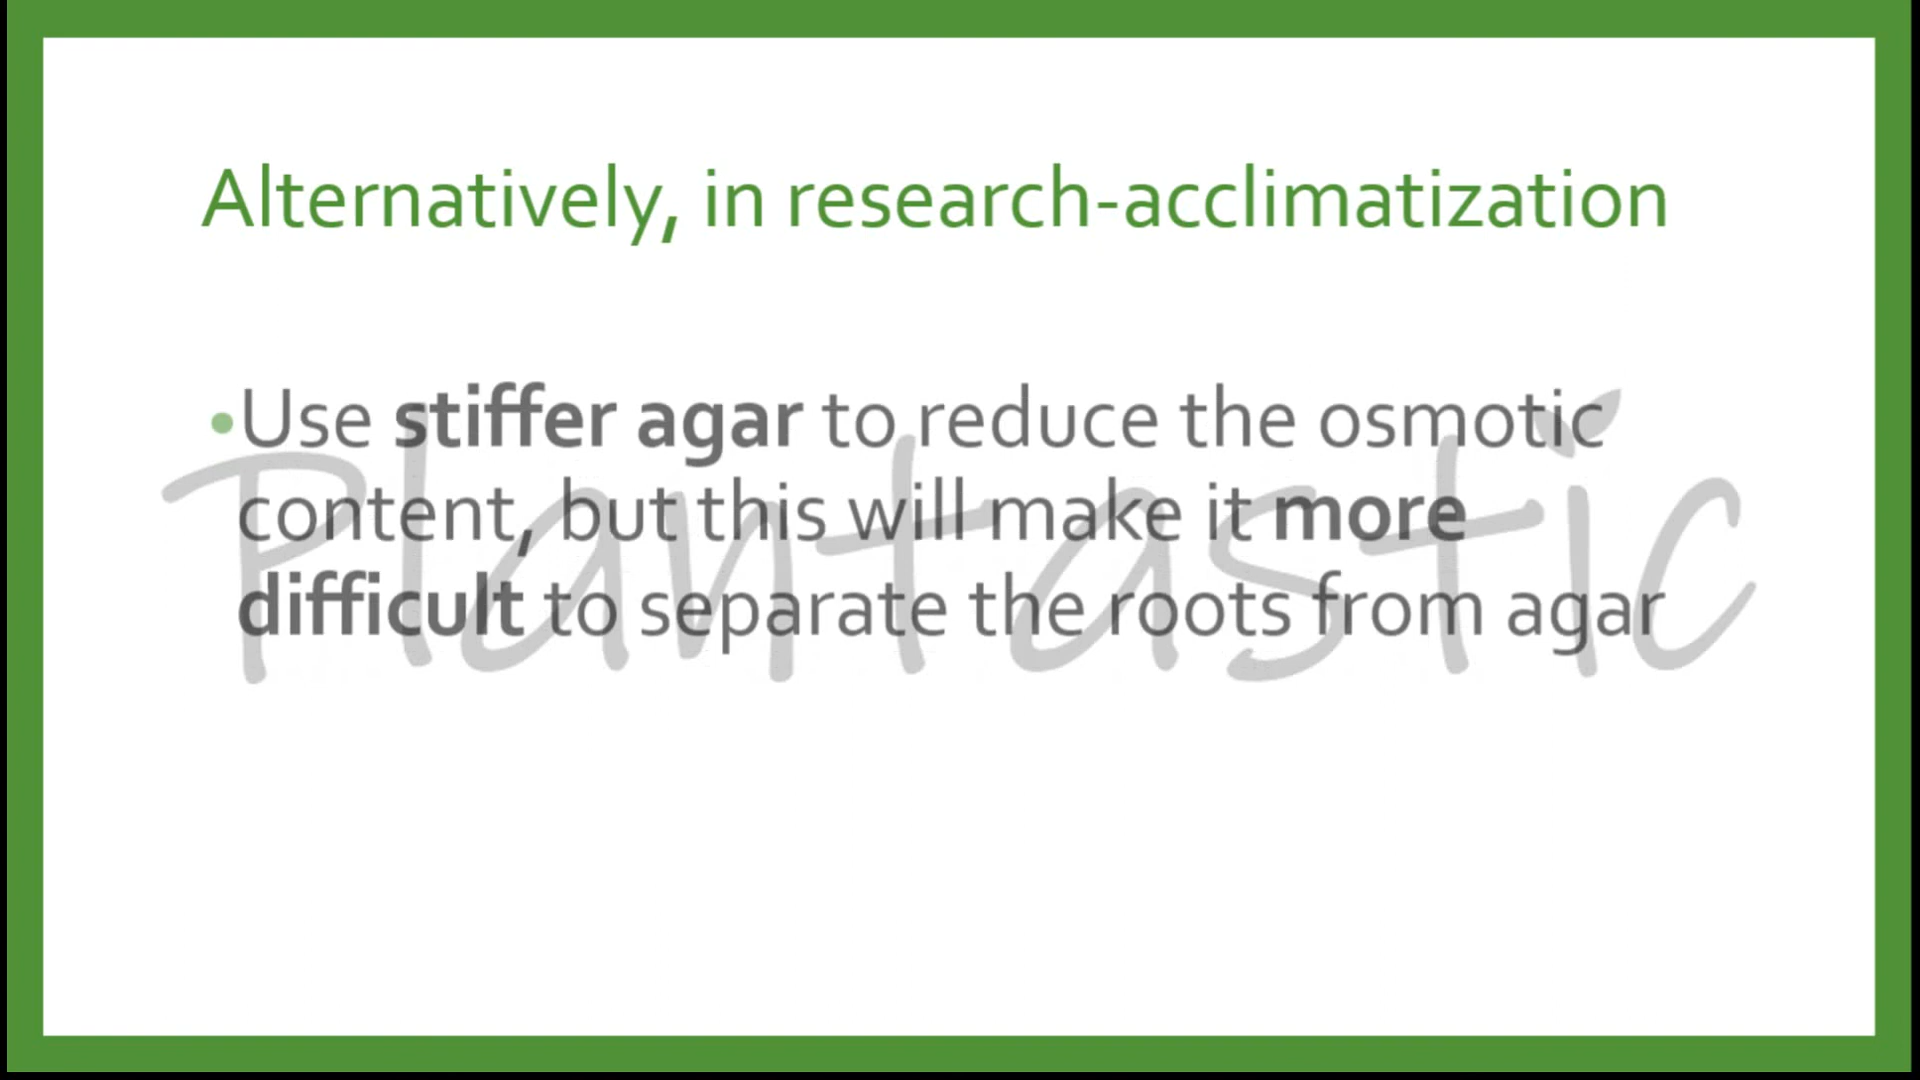 Alternatively, in research-acclimatization
•Use stiffer agar to reduce the osmotic
content, but this will make it more
difficult to separate the roots from agar
Plantastic